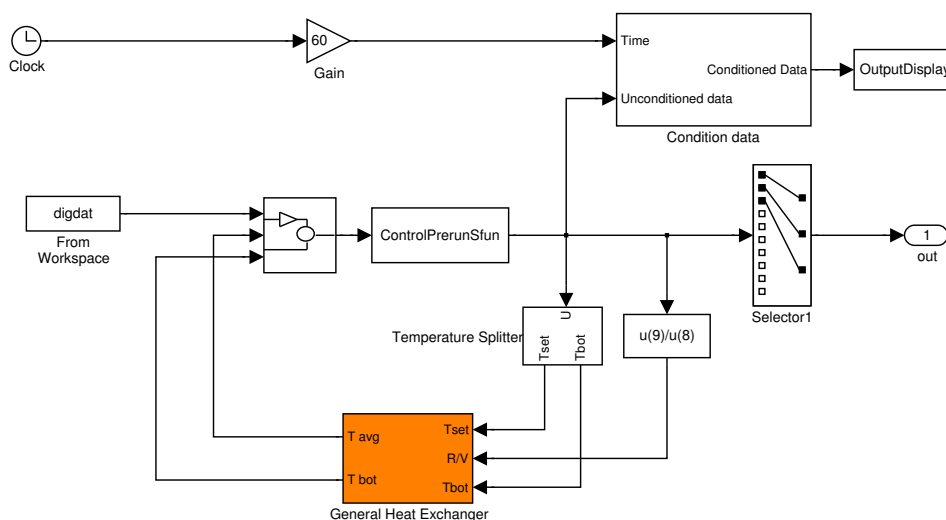 Clock
60
Gain
Time
Unconditioned data
Conditioned Data
Condition data
OutputDisplay
digdat
From
Workspace
ControlPrerunSfun
Selector1
1
out
Temperature Splitter
U
Tset
Tbot
u(9)/u(8)
T avg
T bot
Tset
R/V
Tbot
General Heat Exchanger